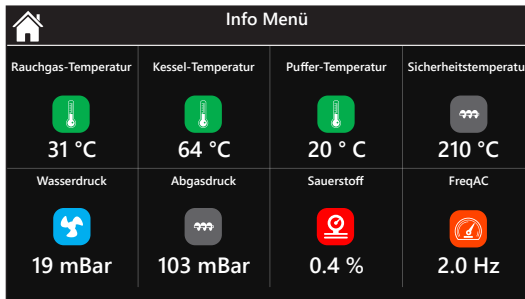 Info Menü
Rauchgas-Temperatur Kessel-Temperatur Puffer-Temperatur Sicherheitstemperatu
31 °C 64 °C 20 ° C 210 °C
Wasserdruck Abgasdruck Sauerstoff FreqAC
19 mBar 103 mBar 0.4 % 2.0 Hz